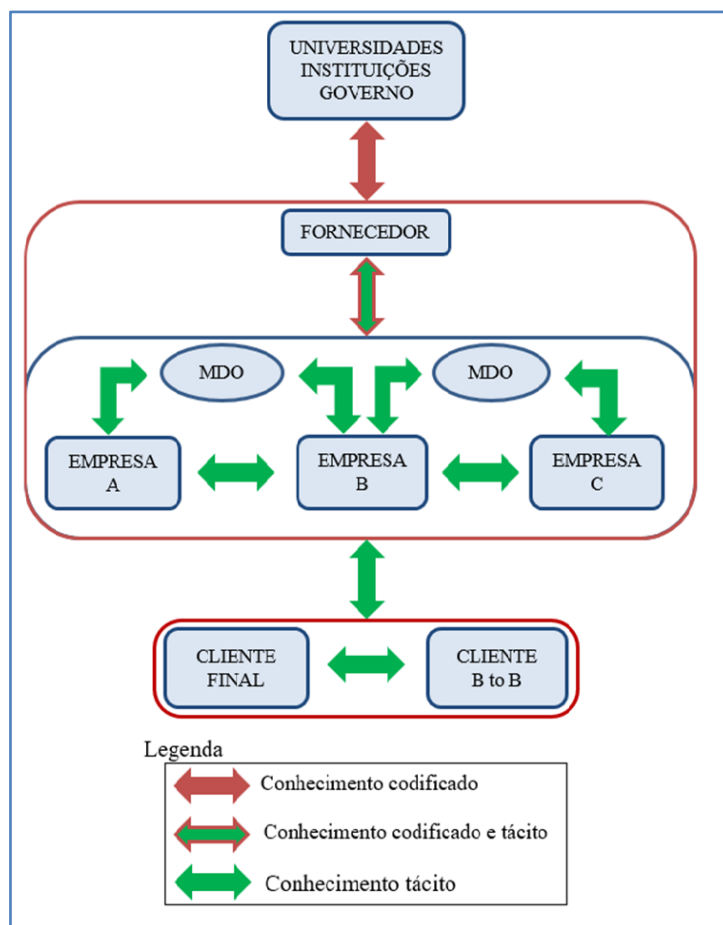 UNIVERSIDADES
INSTITUIÇÕES
GOVERNO
FORNECEDOR
MDO
MDO
EMPRESA
A
EMPRESA
B
EMPRESA
C
CLIENTE
FINAL
CLIENTE
B to B
Legenda
Conhecimento codificado
Conhecimento codificado e tácito
Conhecimento tácito